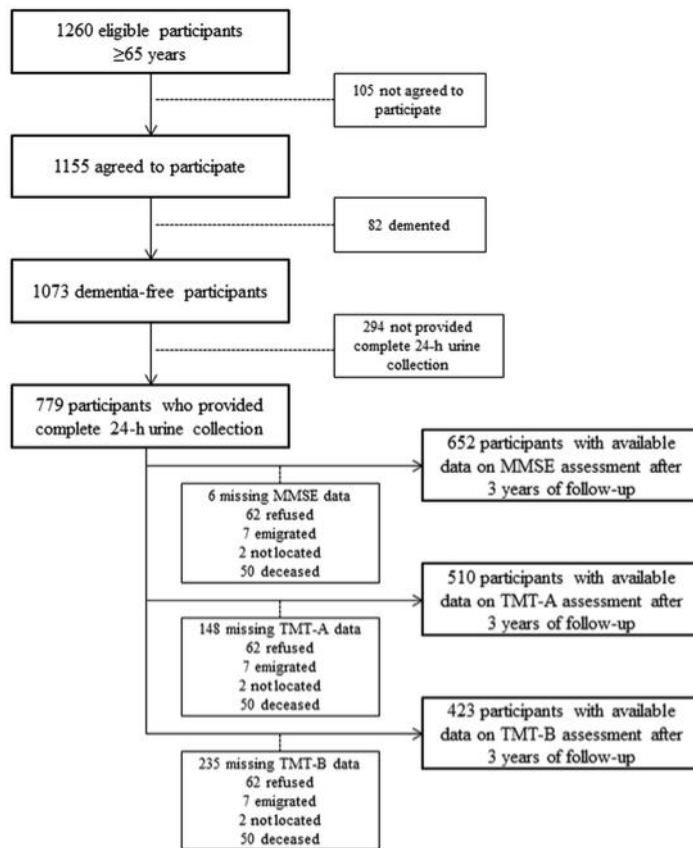 1260 eligible participants
≥65 years
105 not agreed to
participate
1155 agreed to participate
82 demented
1073 dementia-free participants
294 not provided
complete 24-h urine
collection
779 participants who provided
complete 24-h urine collection
652 participants with available
data on MMSE assessment after
3 years of follow-up
6 missing MMSE data
62 refused
7 emigrated
2 not located
50 deceased
510 participants with available
data on TMT-A assessment after
3 years of follow-up
148 missing TMT-A data
62 refused
7 emigrated
2 not located
50 deceased
423 participants with available
data on TMT-B assessment after
3 years of follow-up
235 missing TMT-B data
62 refused
7 emigrated
2 not located
50 deceased